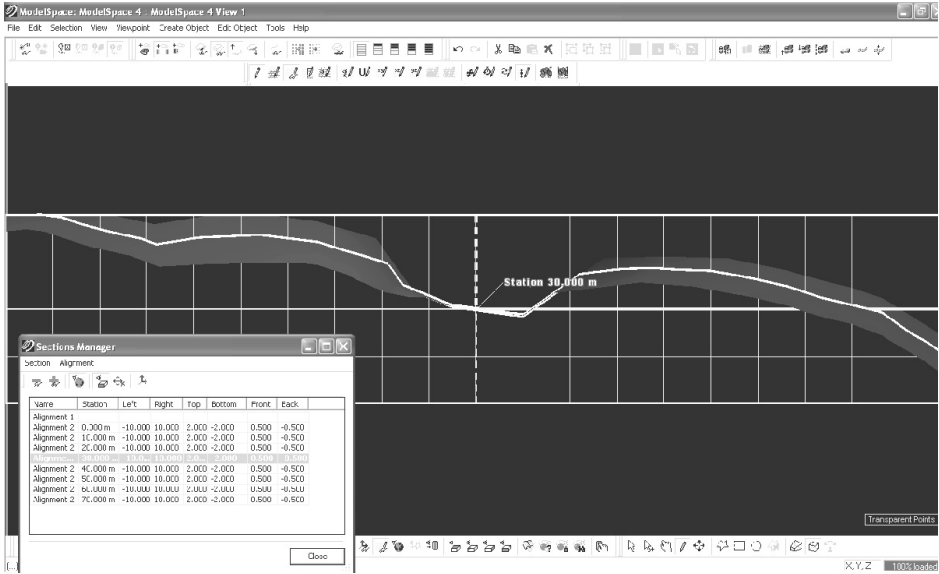 ModelSpace: ModelSpace 4 : ModelSpace 4 View 1
File Edit Selection View Viewpoint Create Object Edit Object Tools Help
Station 30.000 m
Sections Manager
Section Alignment
Name Station Left Right Top Bottom Front Back
Alignment 1
Alignment 2 0.000 m -10.000 10.000 2.000 -2.000 0.500 -0.500
Alignment 2 10.000 m -10.000 10.000 2.000 -2.000 0.500 -0.500
Alignment 2 20.000 m -10.000 10.000 2.000 -2.000 0.500 -0.500
Alignment 2 40.000 m -10.000 10.000 2.000 -2.000 0.500 -0.500
Alignment 2 50.000 m -10.000 10.000 2.000 -2.000 0.500 -0.500
Alignment 2 60.000 m -10.000 10.000 2.000 -2.000 0.500 -0.500
Alignment 2 70.000 m -10.000 10.000 2.000 -2.000 0.500 -0.500
Transparent Points
Close
X, Y, Z 100% loaded